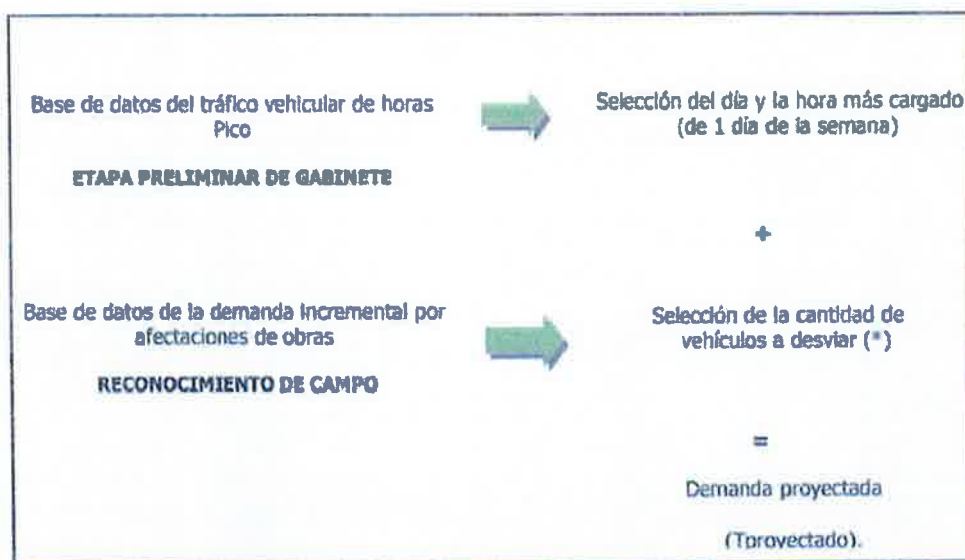 Base de datos del tráfico vehicular de horas
Pico
ETAPA PRELIMINAR DE GABINETE
Selección del día y la hora más cargado
(de 1 día de la semana)
+
Base de datos de la demanda incremental por
afectaciones de obras
RECONOCIMIENTO DE CAMPO
Selección de la cantidad de
vehículos a desviar (*)
=
Demanda proyectada
(Tproyectado).